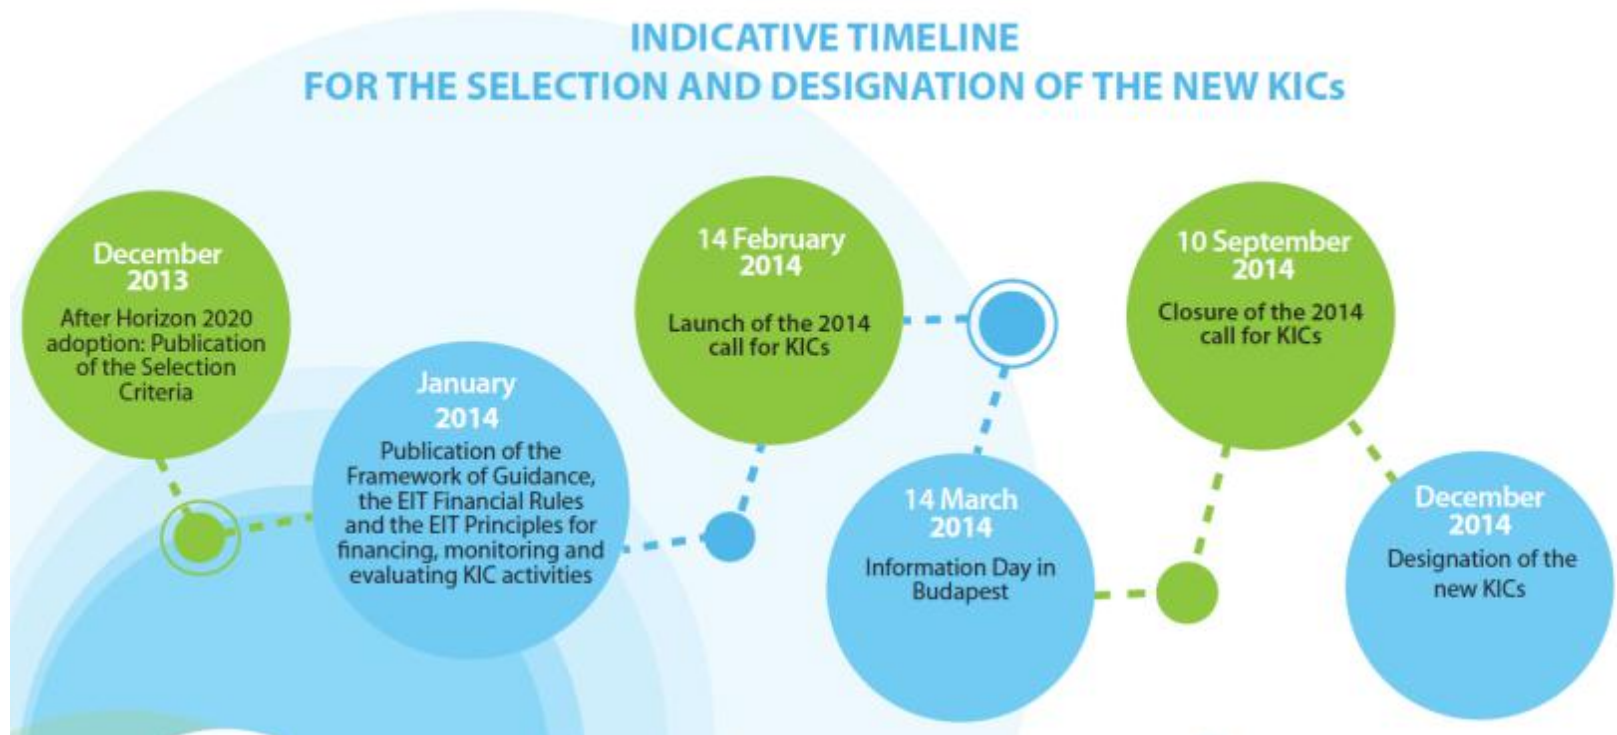 INDICATIVE TIMELINE
FOR THE SELECTION AND DESIGNATION OF THE NEW KICs
December
2013
After Horizon 2020
adoption: Publication
of the Selection
Criteria
January
2014
Publication of the
Framework of Guidance,
the EIT Financial Rules
and the EIT Principles for
financing, monitoring and
evaluating KIC activities
14 February
2014
Launch of the 2014
call for KICs
14 March
2014
Information Day in
Budapest
10 September
2014
Closure of the 2014
call for KICs
December
2014
Designation of the
new KICs